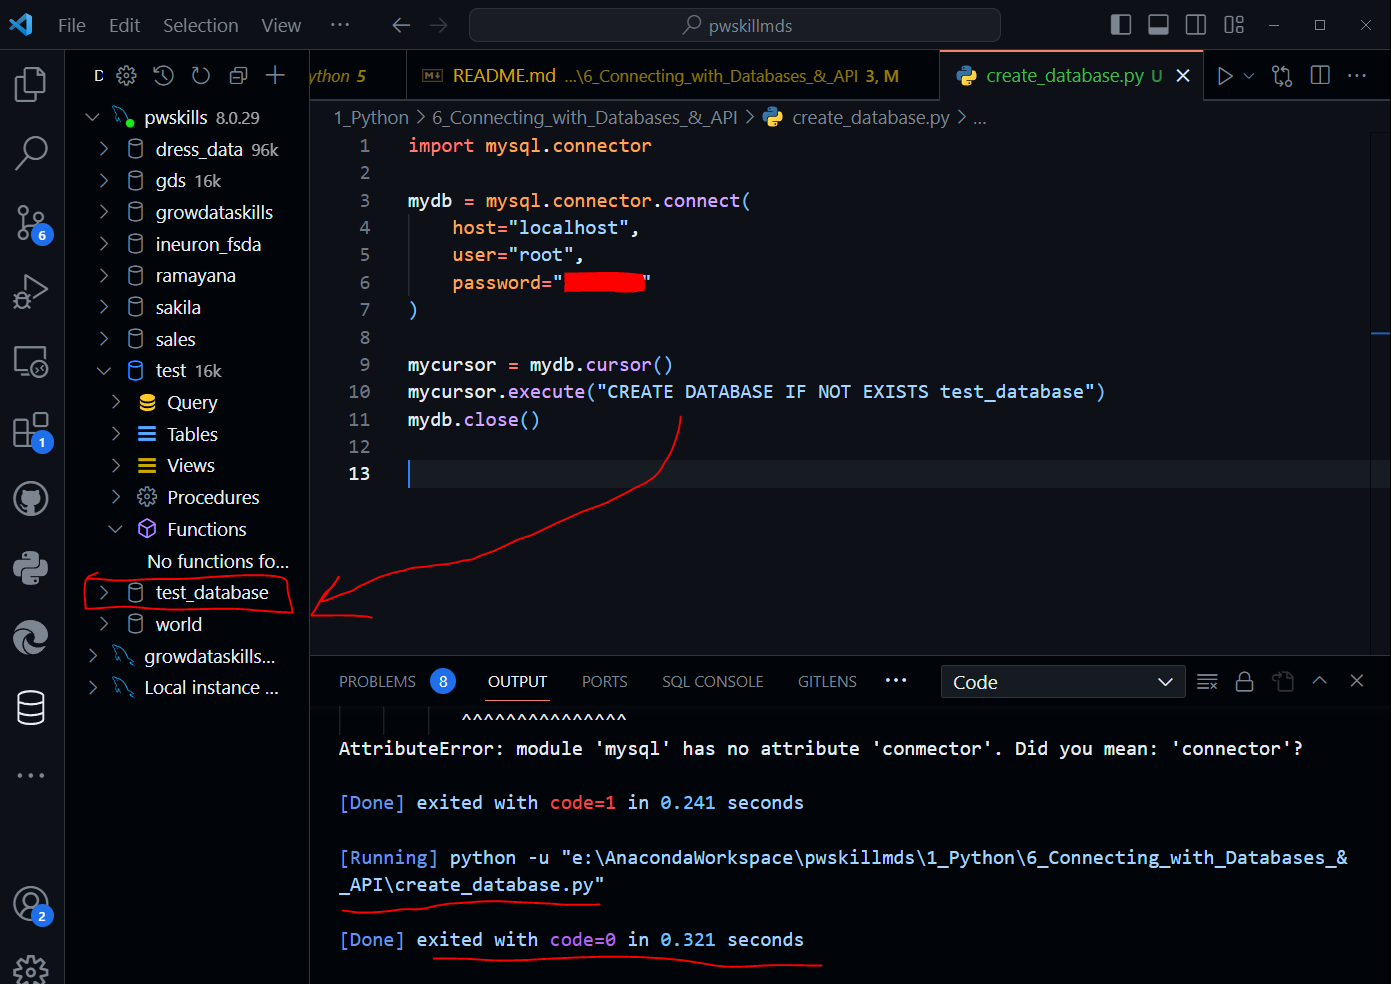 File Edit Selection View ...
pwskillmds
D
ython 5
README.md ...\6_Connecting_with_Databases_&_API 3, M
create_database.py U
1_Python > 6_Connecting_with_Databases_&_API > create_database.py > ...
pwskills 8.0.29
dress_data 96k
gds 16k
growdataskills
ineuron_fsda
ramayana
sakila
sales
test 16k
Query
Tables
Views
Procedures
Functions
No functions fo...
test_database
world
growdataskills...
Local instance ...
6
1
2
1 import mysql.connector
2
3 mydb = mysql.connector.connect(
4 host="localhost",
5 user="root",
6 password=" "
7 )
8
9 mycursor = mydb.cursor()
10 mycursor.execute("CREATE DATABASE IF NOT EXISTS test_database")
11 mydb.close()
12
13
PROBLEMS 8 OUTPUT PORTS SQL CONSOLE GITLENS ...
Code
^^^^^^^^^^^^^^^
AttributeError: module 'mysql' has no attribute 'conmector'. Did you mean: 'connector'?
[Done] exited with code=1 in 0.241 seconds
[Running] python -u "e:\AnacondaWorkspace\pwskillmds\1_Python\6_Connecting_with_Databases_&
_API\create_database.py"
[Done] exited with code=0 in 0.321 seconds